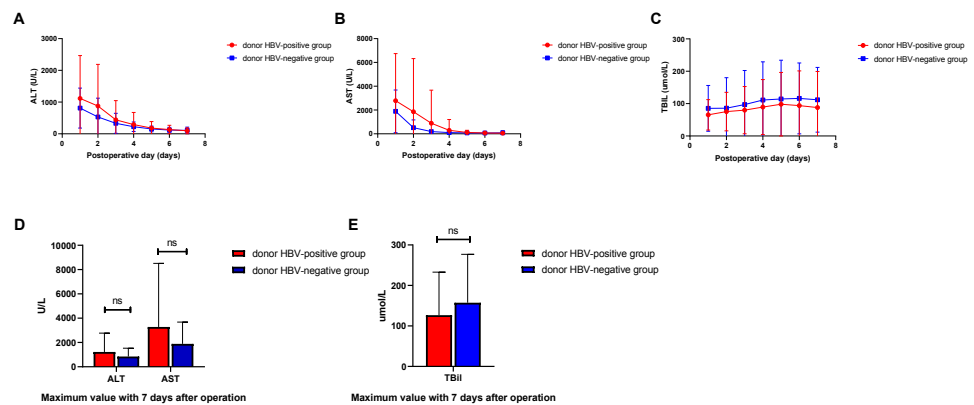 A
3000
2000
1000
0
ALT (U/L)
0 2 4 6 8
Postoperative day (days)
donor HBV-positive group
donor HBV-negative group
B
8000
6000
4000
2000
0
AST (U/L)
0 2 4 6 8
Postoperative day (days)
donor HBV-positive group
donor HBV-negative group
C
300
200
100
0
TBIL (umol/L)
0 2 4 6 8
Postoperative day (days)
donor HBV-positive group
donor HBV-negative group
D
10000
8000
6000
4000
2000
0
U/L
ns
ns
ALT AST
donor HBV-positive group
donor HBV-negative group
Maximum value with 7 days after operation
E
300
200
100
0
umol/L
ns
TBil
donor HBV-positive group
donor HBV-negative group
Maximum value with 7 days after operation